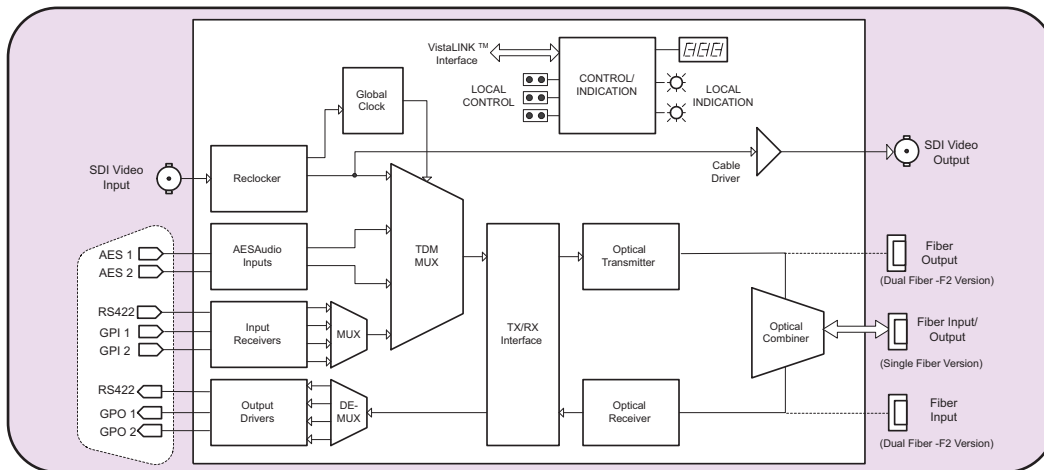 VistaLINK ™
Interface
LOCAL
CONTROL
CONTROL/
INDICATION
LOCAL
INDICATION
Global
Clock
SDI Video
Input
Reclocker
Cable
Driver
SDI Video
Output
AES 1
AES 2
AESAudio
Inputs
TDM
MUX
RS422
GPI 1
GPI 2
Input
Receivers
MUX
TX/RX
Interface
Optical
Transmitter
Fiber
Output
(Dual Fiber -F2 Version)
Optical
Combiner
Fiber Input/
Output
(Single Fiber Version)
RS422
GPO 1
GPO 2
Output
Drivers
DE-
MUX
Optical
Receiver
Fiber
Input
(Dual Fiber -F2 Version)